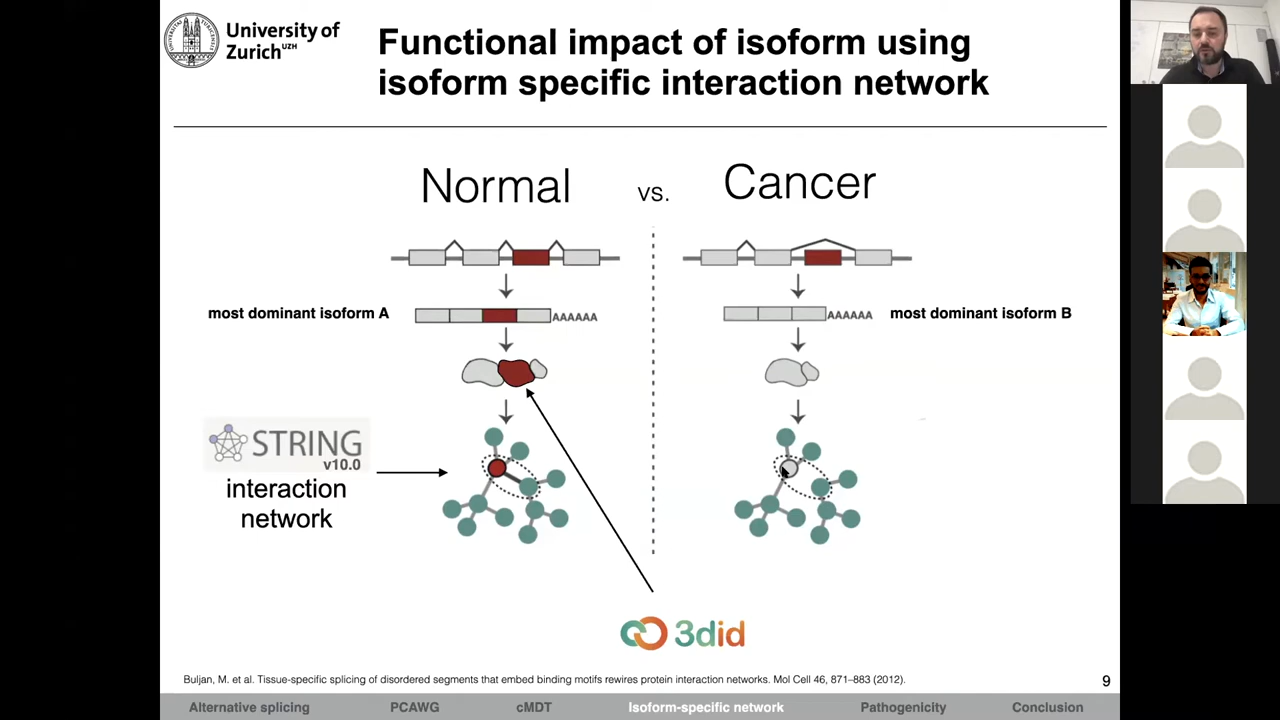 University of
Zurich UZH
Functional impact of isoform using
isoform specific interaction network
Normal
vs.
Cancer
most dominant isoform A
AAAAAA
AAAAAA
most dominant isoform B
STRING
v10.0
interaction
network
3did
Buljan, M. et al. Tissue-specific splicing of disordered segments that embed binding motifs rewires protein interaction networks. Mol Cell 46, 871–883 (2012).
9
Alternative splicing
PCAWG
cMDT
Isoform-specific network
Pathogenicity
Conclusion